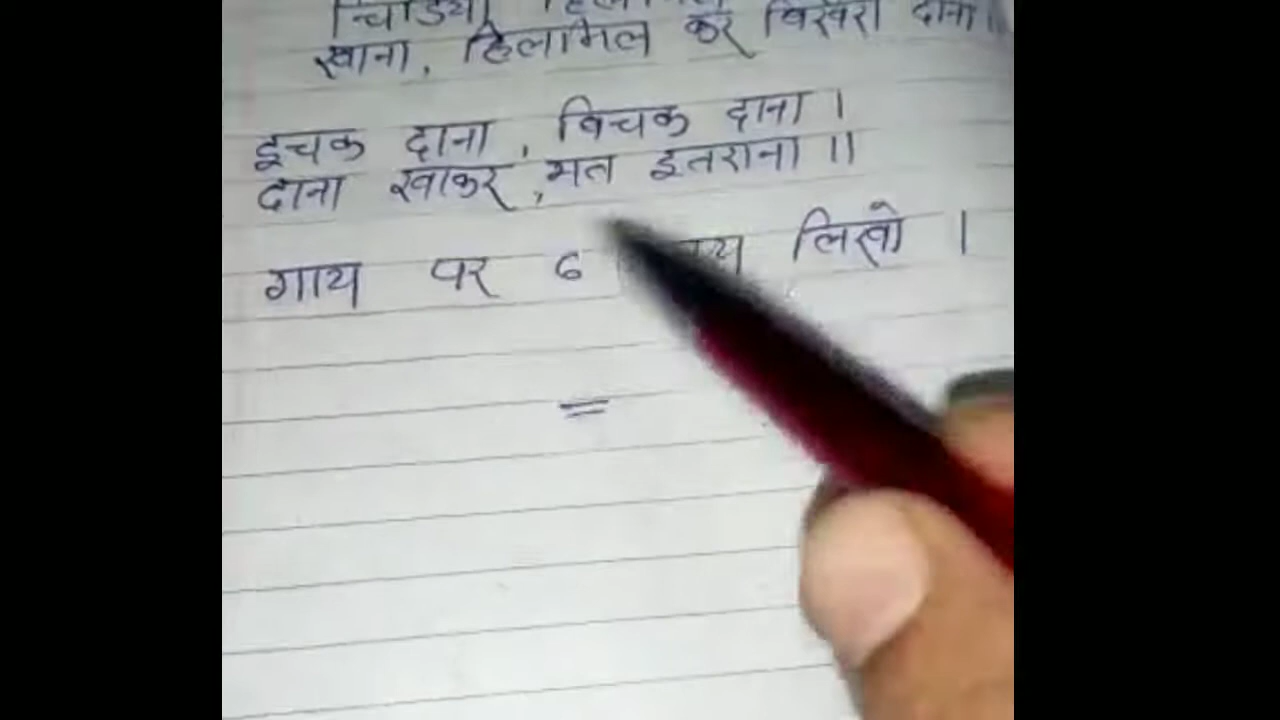 खाना, हिलमिल कर बिखरा दाना।
इचक दाना, बिचक दाना।
दाना खाकर, मत इतराना॥
गाय पर 6 लिखो।
=